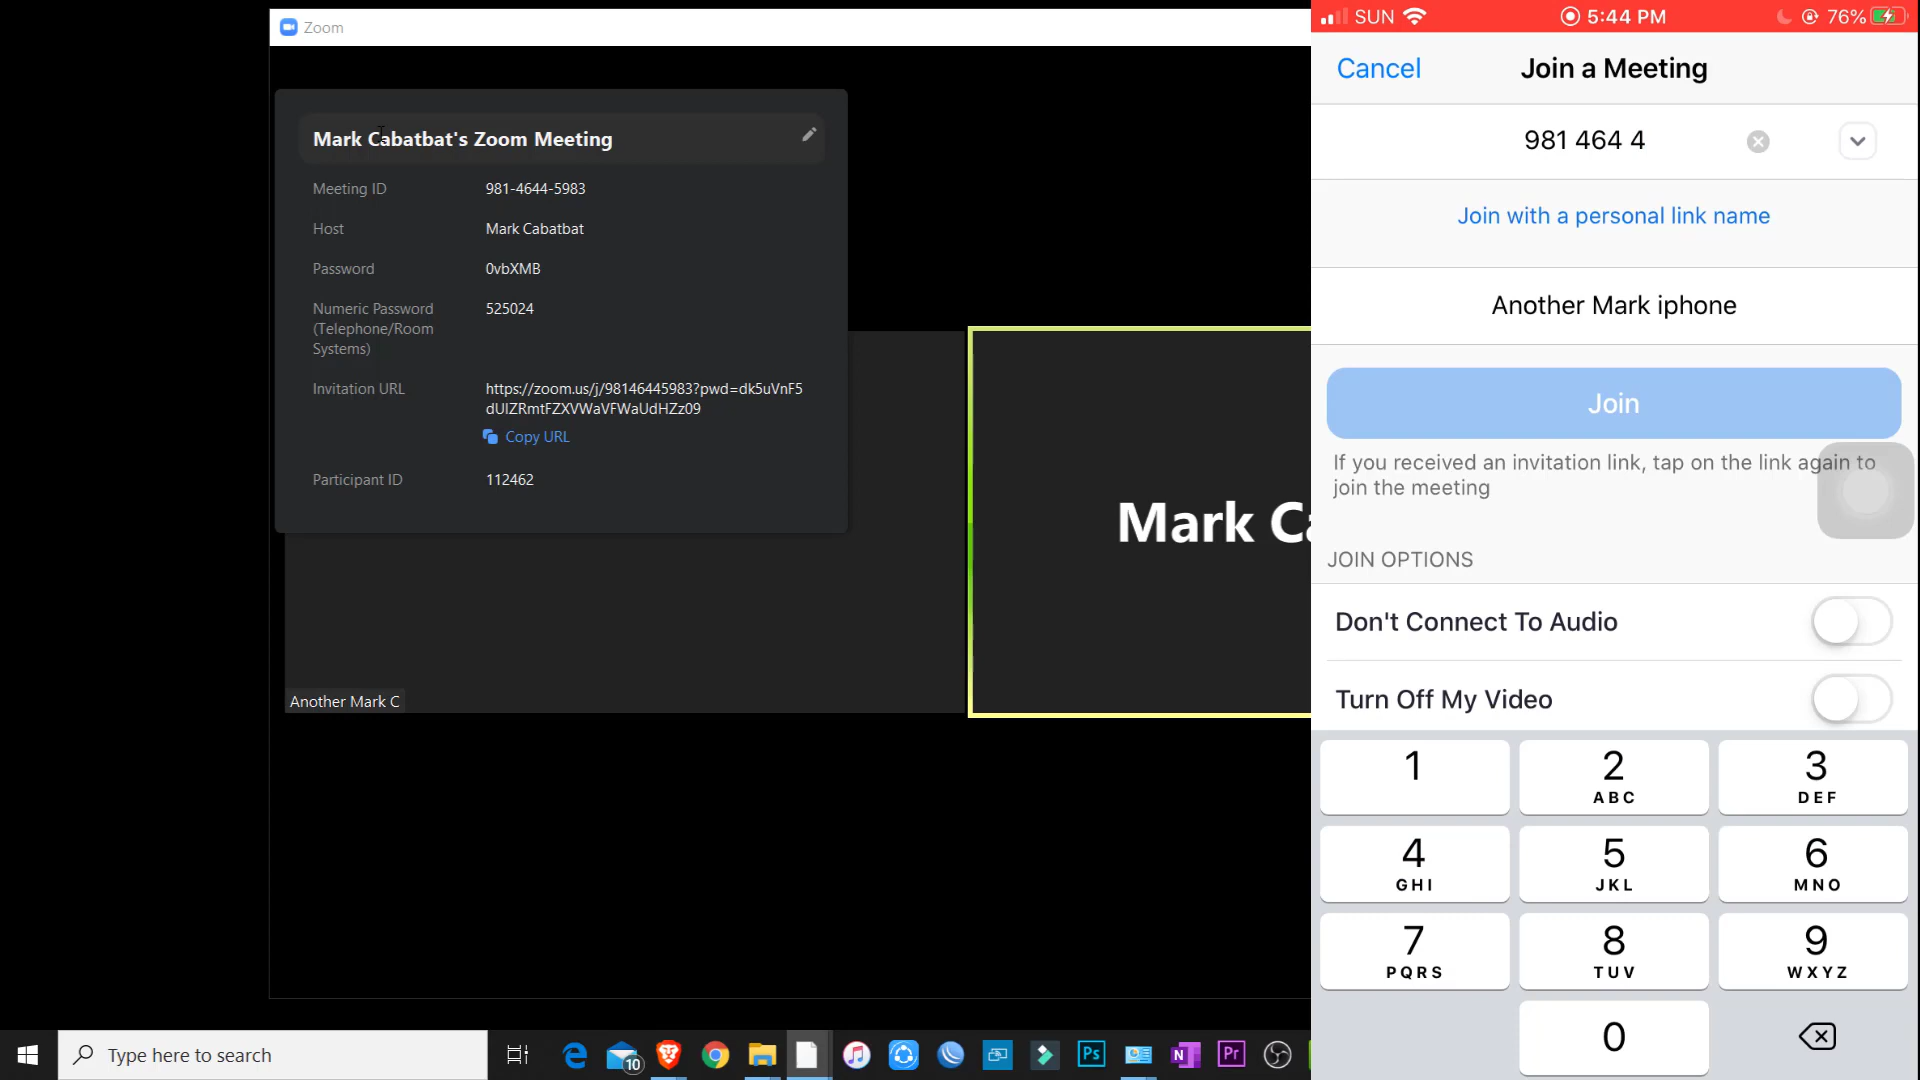 Zoom
Mark Cabatbat's Zoom Meeting
Meeting ID 981-4644-5983
Host Mark Cabatbat
Password 0vbXMB
Numeric Password 525024
(Telephone/Room
Systems)
Invitation URL https://zoom.us/j/98146445983?pwd=dk5uVnF5
dUlZRmtFZXVWaVFWaUdHZz09
Copy URL
Participant ID 112462
Another Mark C
Mark Ca
SUN 5:44 PM 76%
Cancel Join a Meeting
981 464 4
Join with a personal link name
Another Mark iphone
Join
If you received an invitation link, tap on the link again to
join the meeting
JOIN OPTIONS
Don't Connect To Audio
Turn Off My Video
1 2 3
ABC DEF
4 5 6
GHI JKL MNO
7 8 9
PQRS TUV WXYZ
0
Type here to search
10
Ps
N
Pr